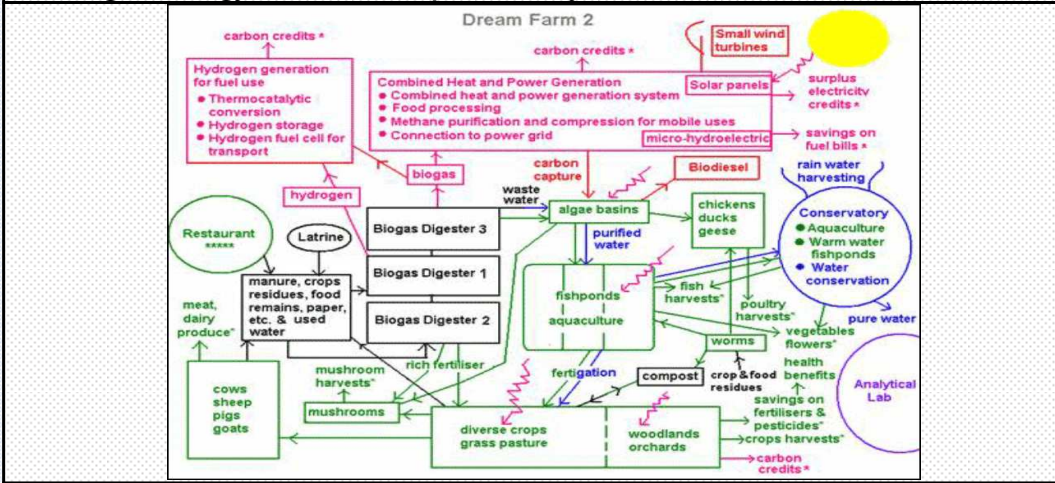 Dream Farm 2
carbon credits *
Hydrogen generation
for fuel use
• Thermocatalytic
conversion
• Hydrogen storage
• Hydrogen fuel cell for
transport
carbon credits *
Combined Heat and Power Generation
• Combined heat and power generation system
• Food processing
• Methane purification and compression for mobile uses
• Connection to power grid
Small wind
turbines
Solar panels
micro-hydroelectric
surplus
electricity
credits *
savings on
fuel bills *
biogas
hydrogen
carbon
capture
Biodiesel
rain water
harvesting
waste
water
algae basins
purified
water
chickens
ducks
geese
Conservatory
• Aquaculture
• Warm water
fishponds
• Water
conservation
pure water
Restaurant
*****
Latrine
Biogas Digester 3
Biogas Digester 1
Biogas Digester 2
manure, crops
residues, food
remains, paper,
etc. & used
water
meat,
dairy
produce*
fishponds
aquaculture
fish
harvests*
poultry
harvests*
vegetables
flowers*
worms
compost
crop & food
residues
health
benefits
Analytical
Lab
mushroom
harvests*
rich fertiliser
fertigation
mushrooms
cows
sheep
pigs
goats
diverse crops
grass pasture
woodlands
orchards
savings on
fertilisers &
pesticides*
crops harvests*
carbon
credits *